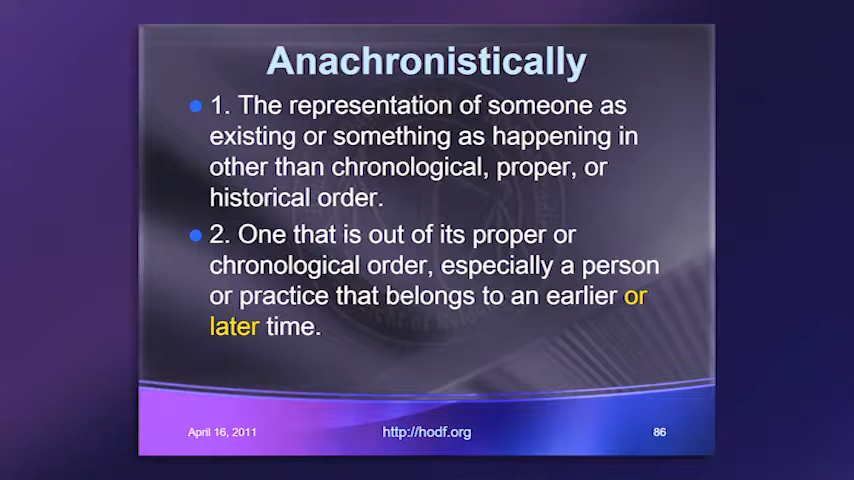 Anachronistically
1. The representation of someone as
existing or something as happening in
other than chronological, proper, or
historical order.
2. One that is out of its proper or
chronological order, especially a person
or practice that belongs to an earlier or
later time.
April 16, 2011
http://hodf.org
86